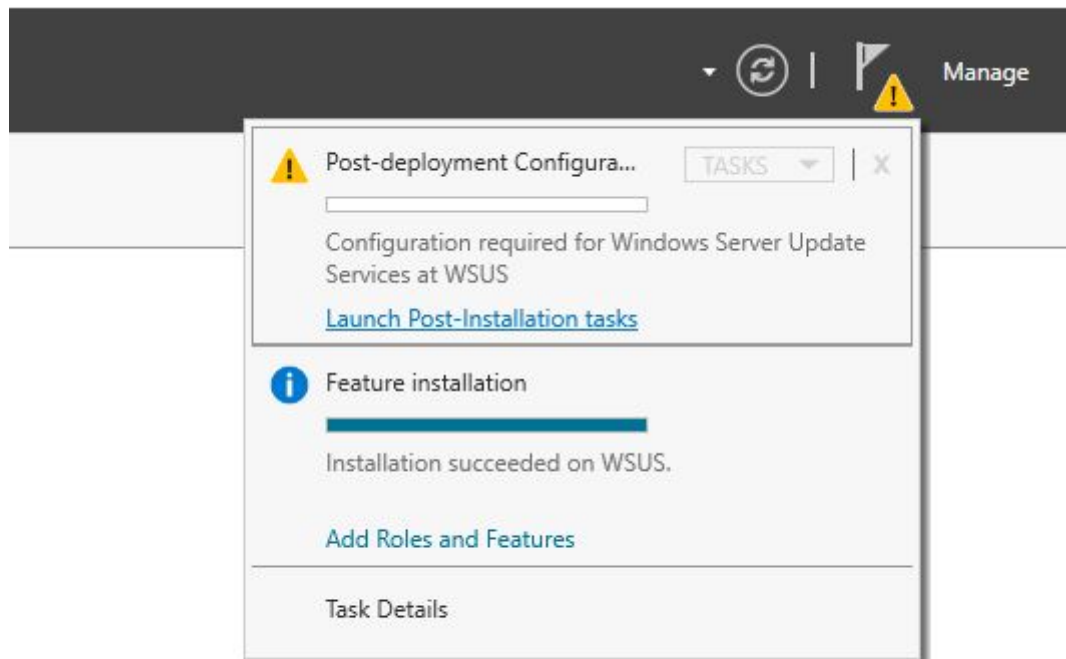 Manage
Post-deployment Configura...
TASKS
X
Configuration required for Windows Server Update
Services at WSUS
Launch Post-Installation tasks
Feature installation
Installation succeeded on WSUS.
Add Roles and Features
Task Details